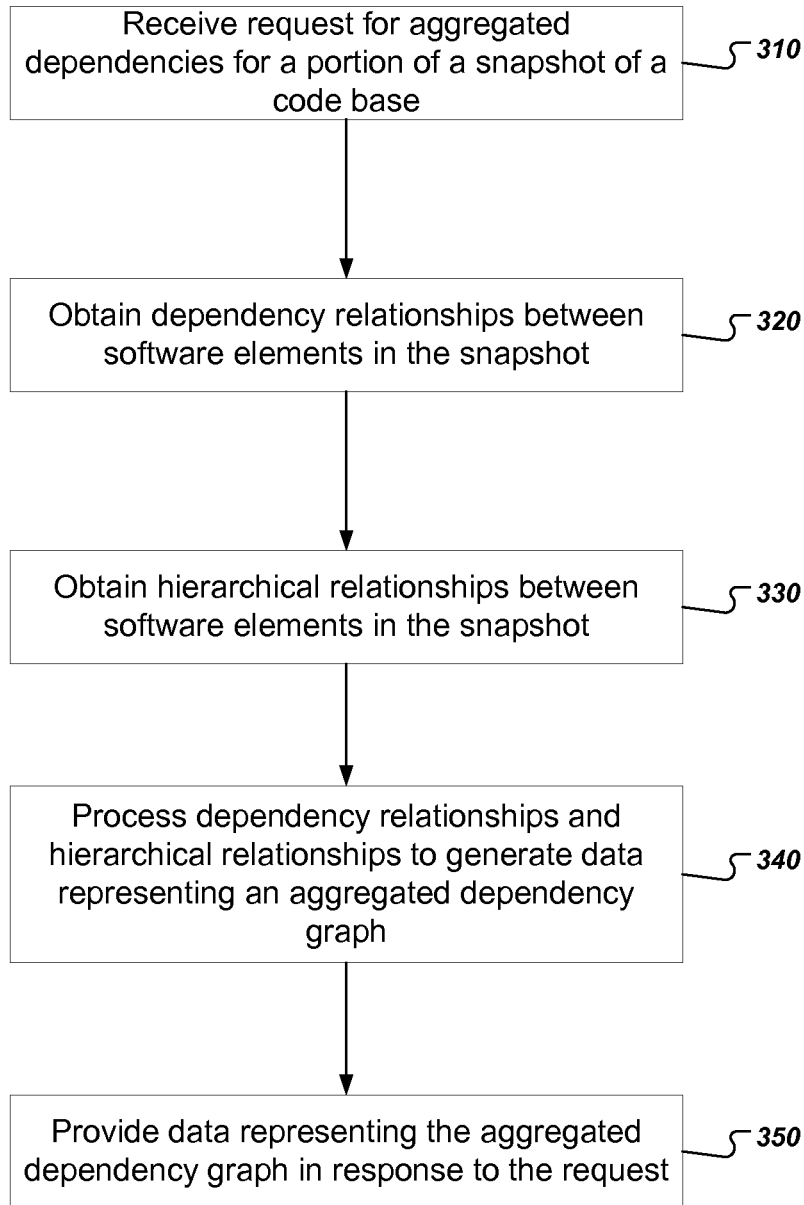 Receive request for aggregated
dependencies for a portion of a snapshot of a
code base
310
Obtain dependency relationships between
software elements in the snapshot
320
Obtain hierarchical relationships between
software elements in the snapshot
330
Process dependency relationships and
hierarchical relationships to generate data
representing an aggregated dependency
graph
340
Provide data representing the aggregated
dependency graph in response to the request
350